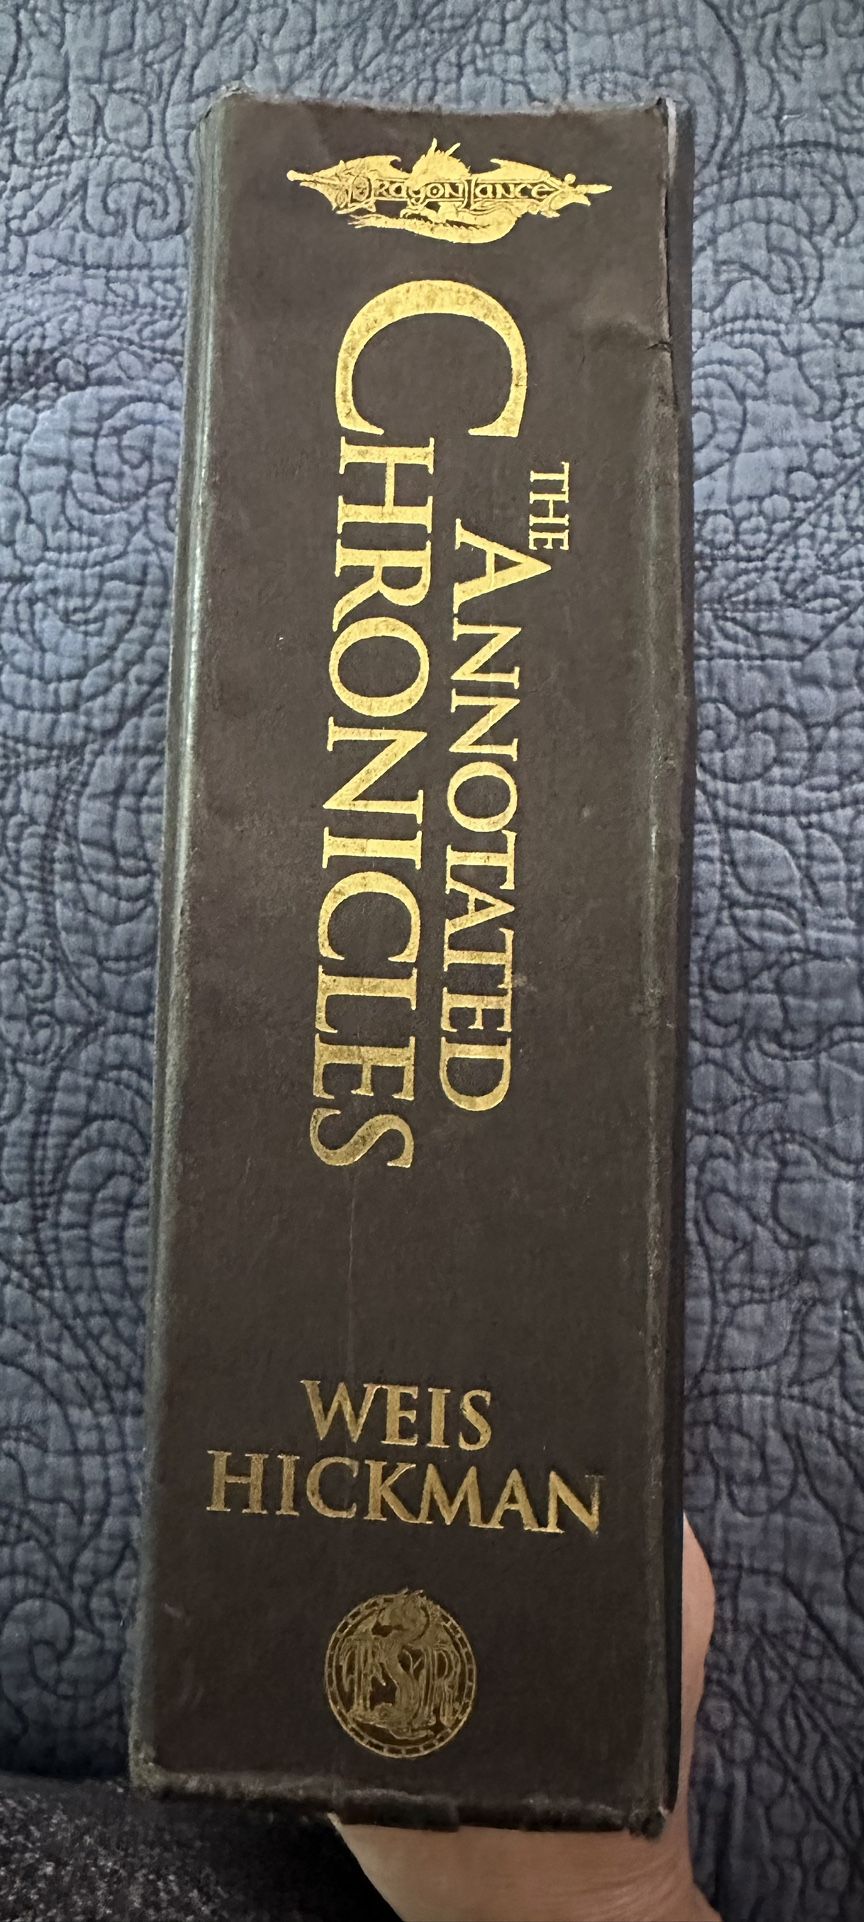 DRAGONLANCE
THE
ANNOTATED
CHRONICLES
WEIS
HICKMAN
TSR